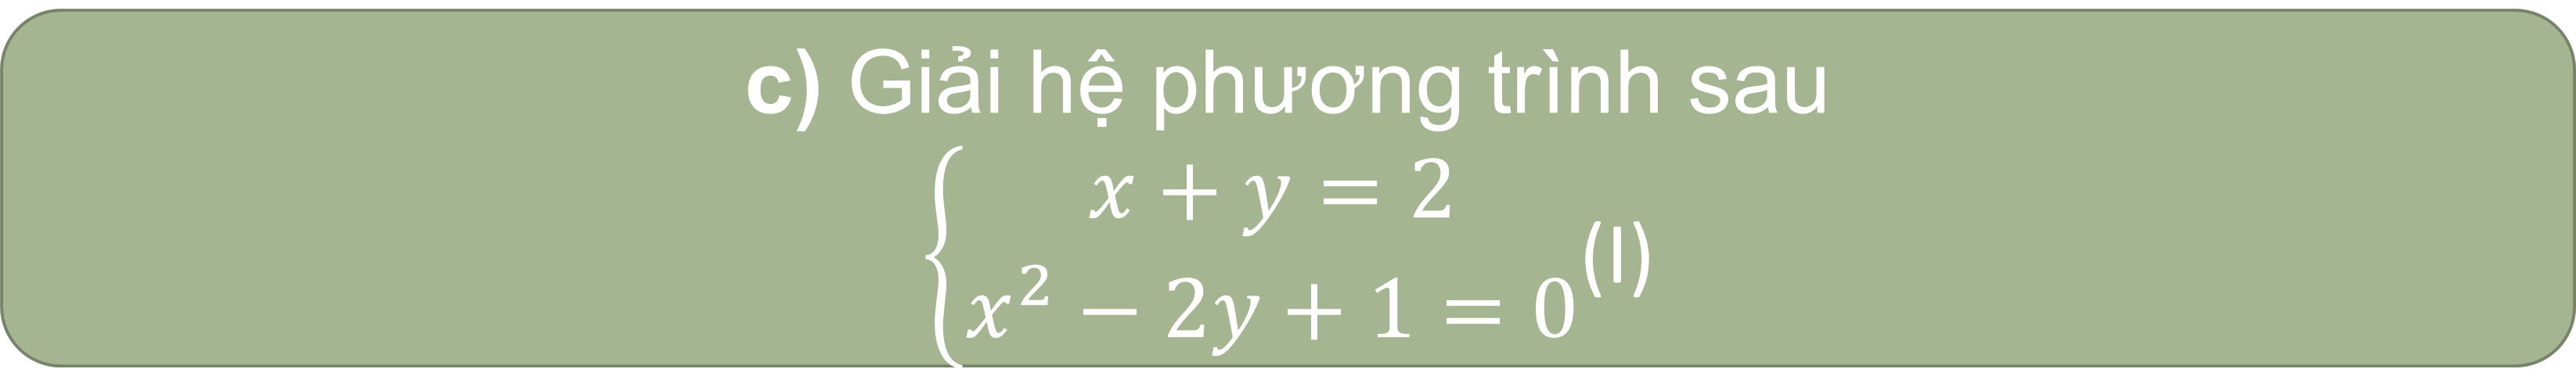 c) Giải hệ phương trình sau
x + y = 2
x² − 2y + 1 = 0 (I)